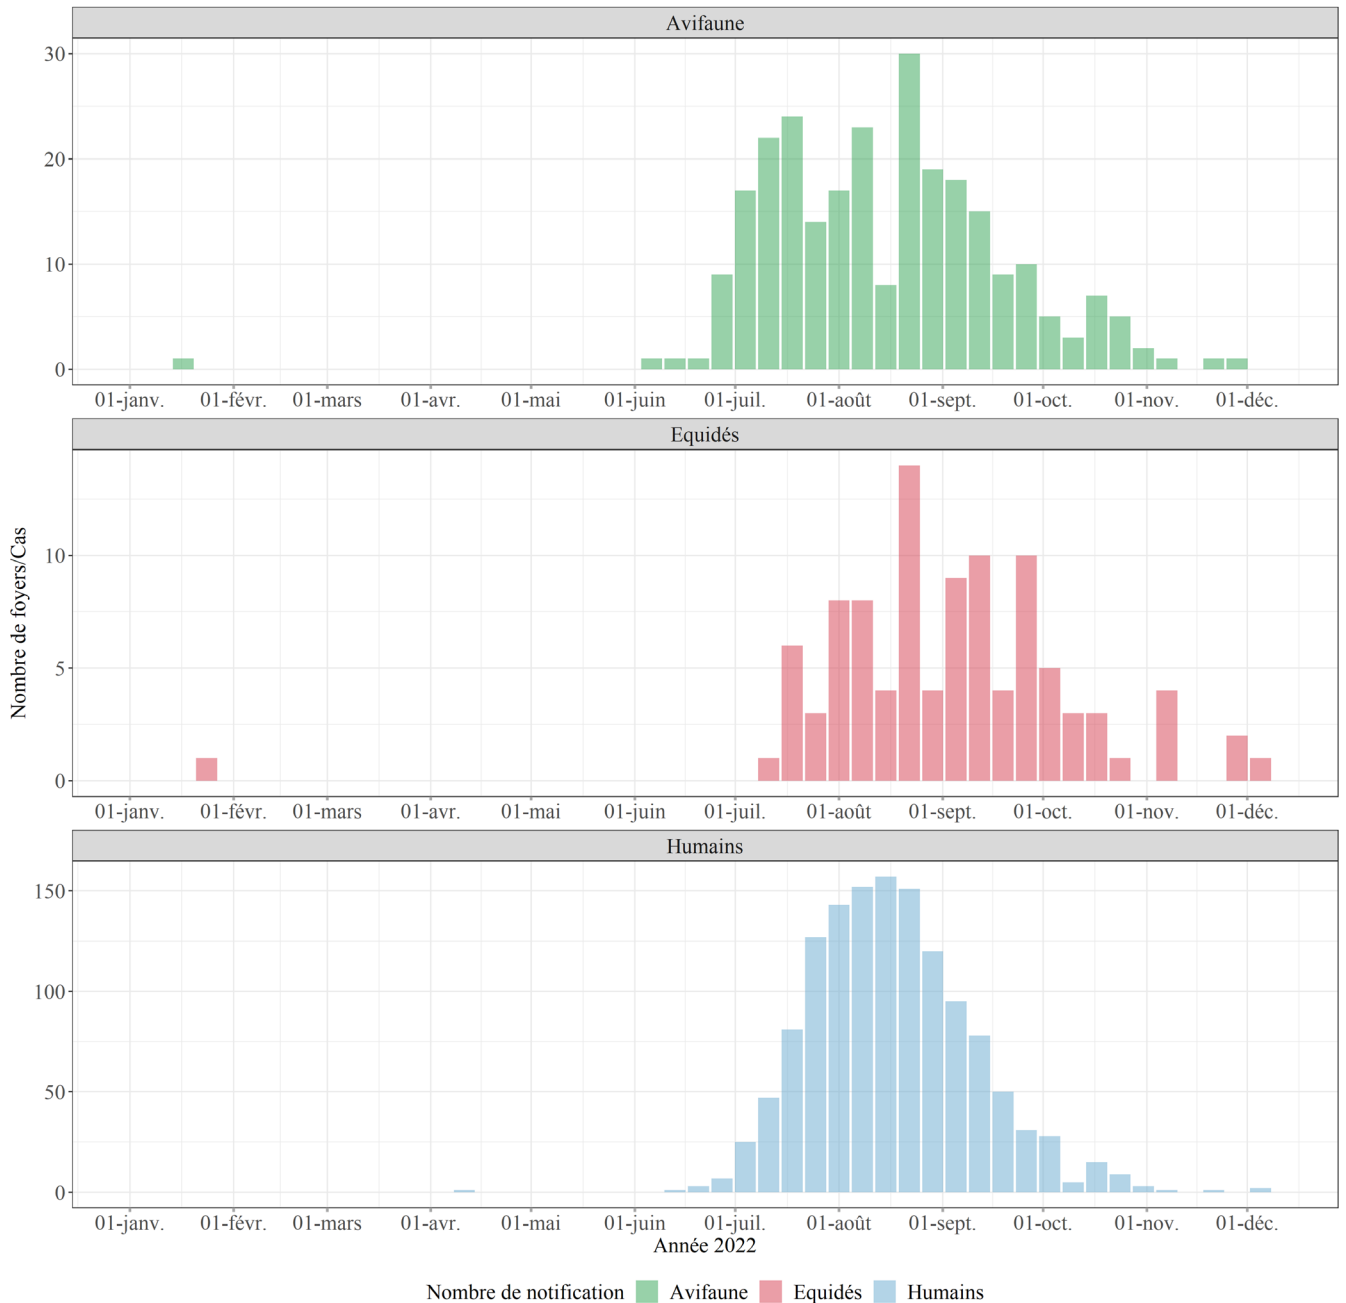 Avifaune
30
20
10
0
01-janv. 01-févr. 01-mars 01-avr. 01-mai 01-juin 01-juil. 01-août 01-sept. 01-oct. 01-nov. 01-déc.
Equidés
10
5
0
01-janv. 01-févr. 01-mars 01-avr. 01-mai 01-juin 01-juil. 01-août 01-sept. 01-oct. 01-nov. 01-déc.
Nombre de foyers/Cas
Humains
150
100
50
0
01-janv. 01-févr. 01-mars 01-avr. 01-mai 01-juin 01-juil. 01-août 01-sept. 01-oct. 01-nov. 01-déc.
Année 2022
Nombre de notification Avifaune Equidés Humains